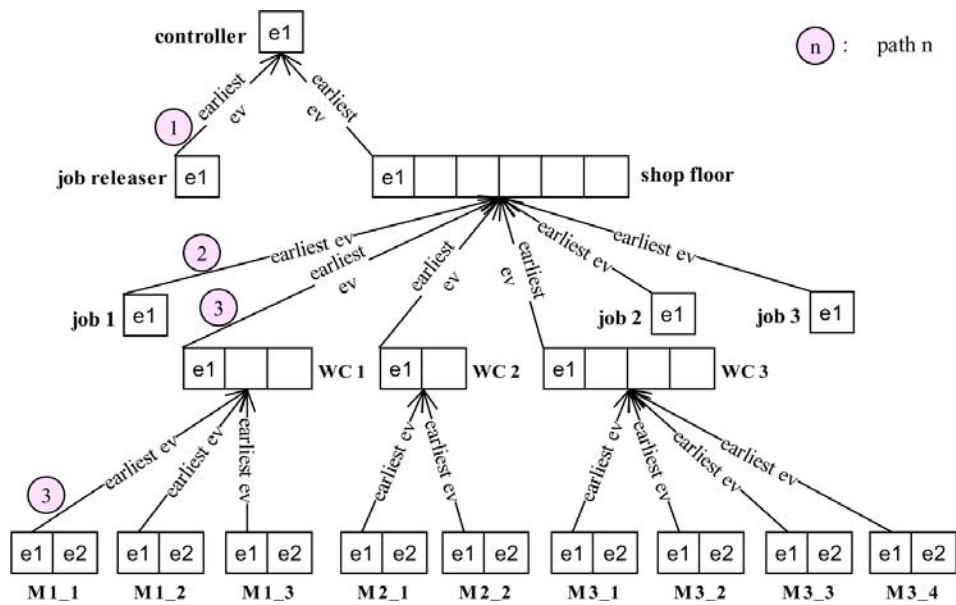 controller e1
n : path n
earliest ev
earliest ev
1
job releaser e1
e1 shop floor
earliest ev
earliest ev
earliest ev
earliest ev
earliest ev
earliest ev
2
job 1 e1
3
job 2 e1
job 3 e1
e1 WC 1
e1 WC 2
e1 WC 3
earliest ev
earliest ev
earliest ev
earliest ev
earliest ev
earliest ev
earliest ev
earliest ev
earliest ev
3
e1 e2 e1 e2 e1 e2 e1 e2 e1 e2 e1 e2 e1 e2 e1 e2 e1 e2
M1_1 M1_2 M1_3 M2_1 M2_2 M3_1 M3_2 M3_3 M3_4